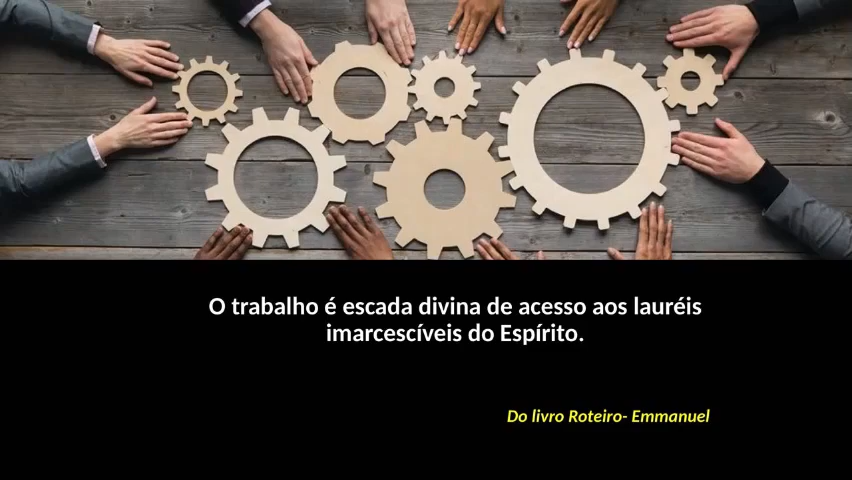 O trabalho é escada divina de acesso aos lauréis
imarcescíveis do Espírito.
Do livro Roteiro- Emmanuel